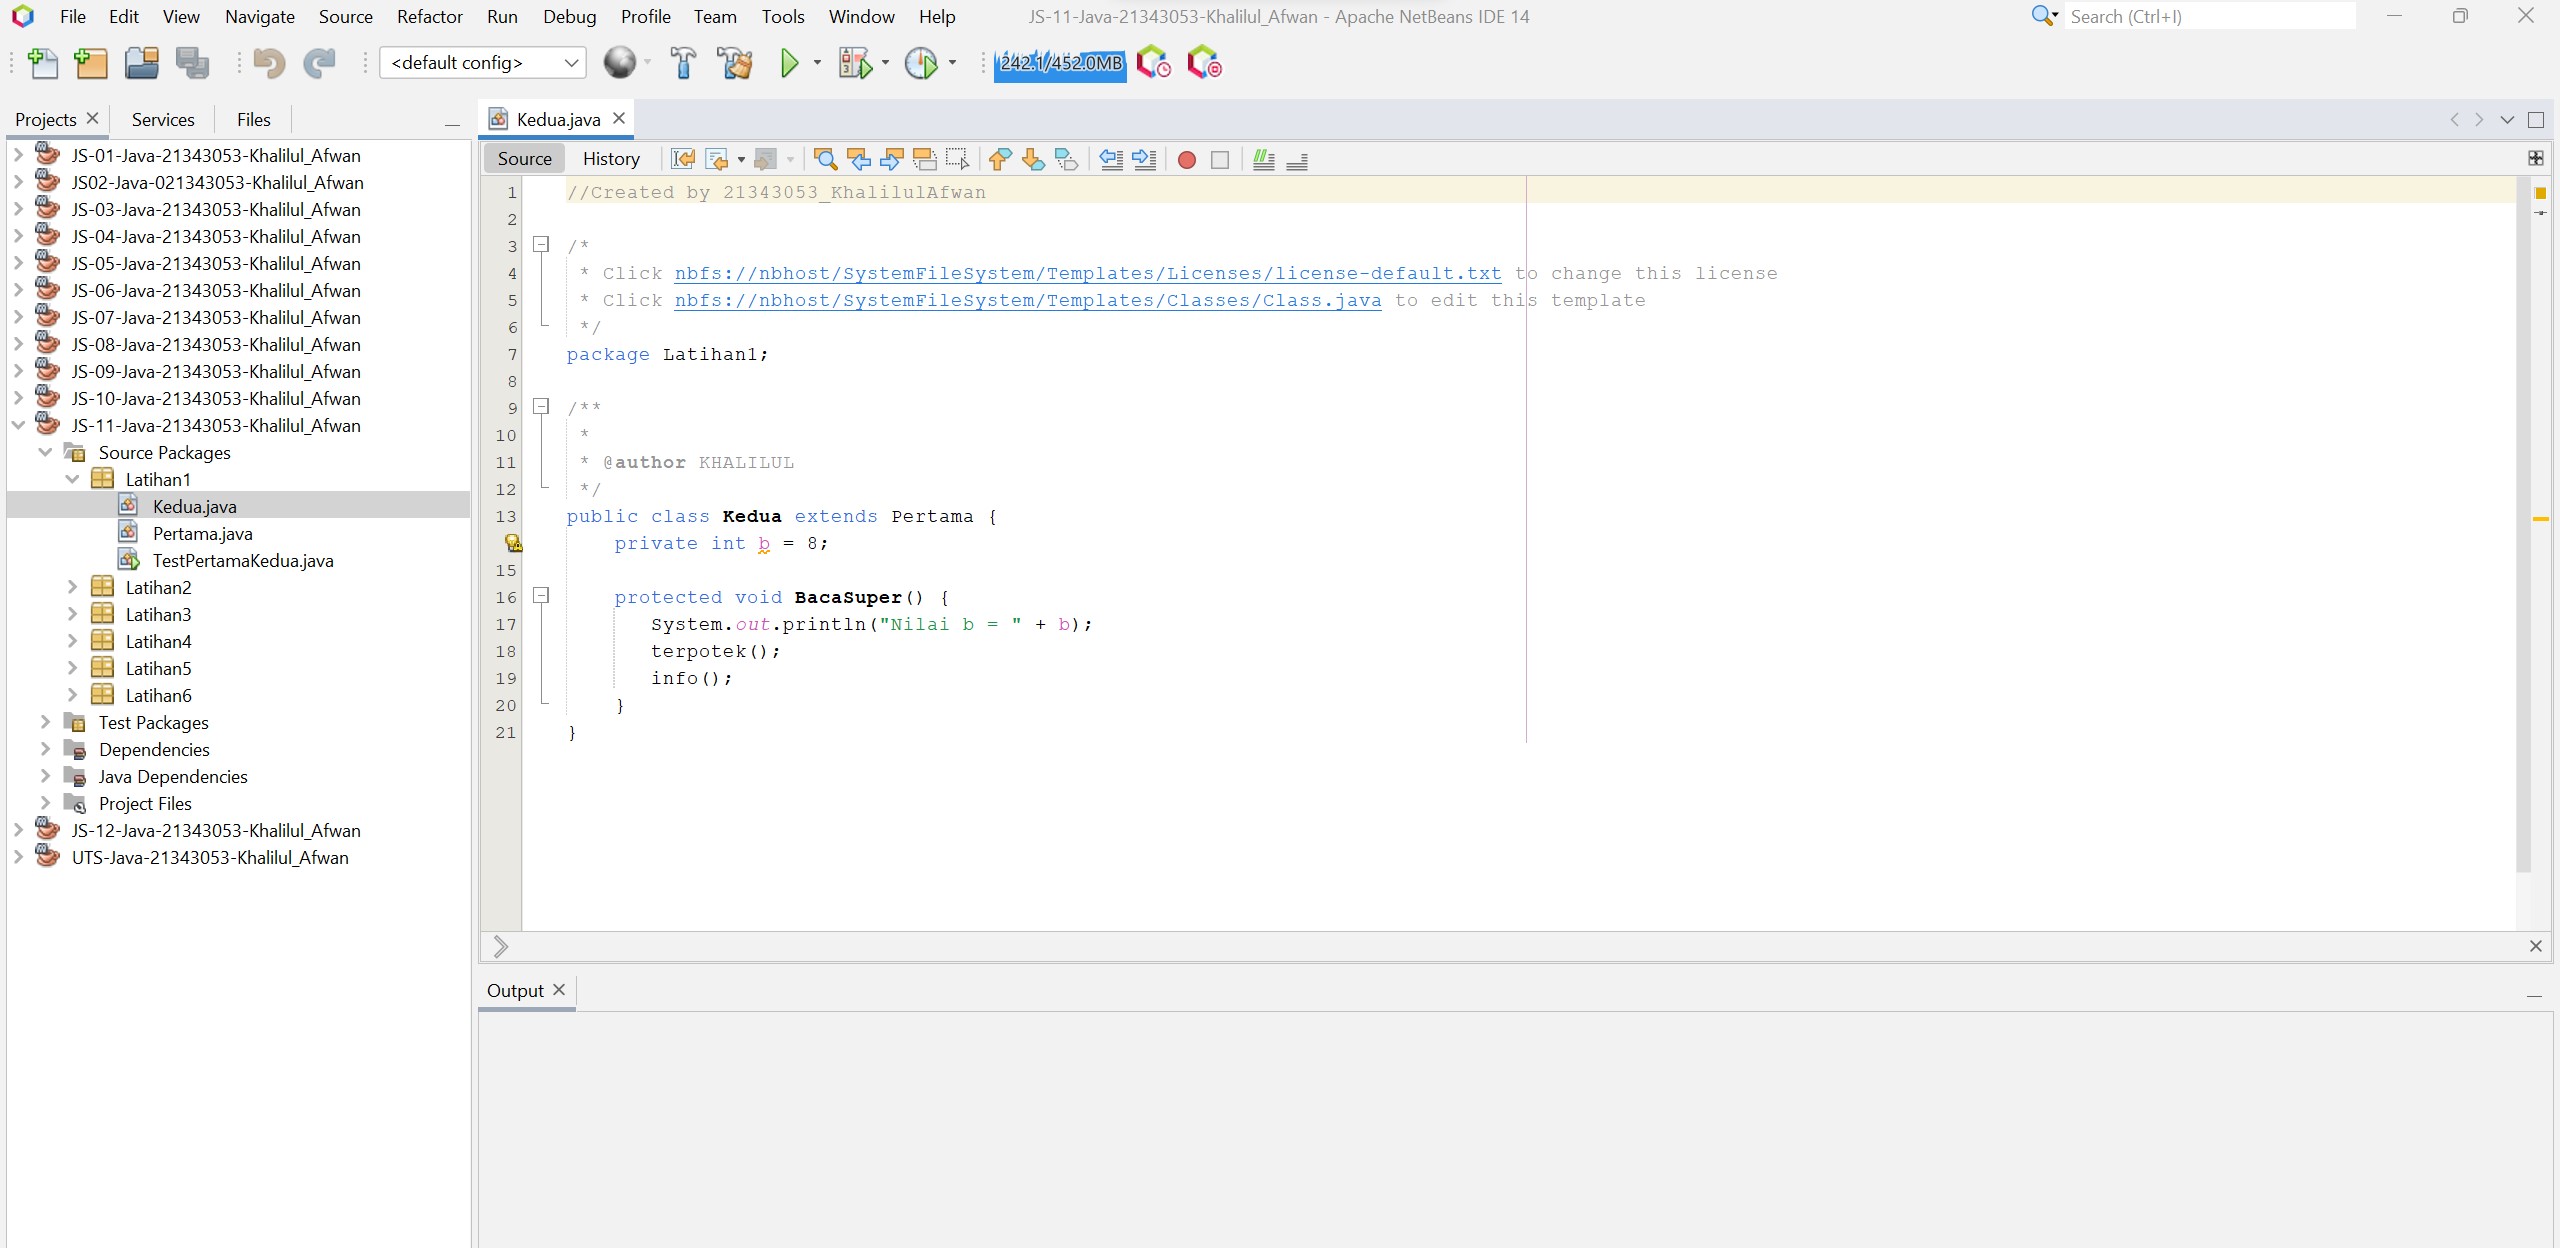 File Edit View Navigate Source Refactor Run Debug Profile Team Tools Window Help
JS-11-Java-21343053-Khalilul_Afwan - Apache NetBeans IDE 14
Search (Ctrl+I)
<default config>
242.1/452.0MB
Projects Services Files
JS-01-Java-21343053-Khalilul_Afwan
JS02-Java-021343053-Khalilul_Afwan
JS-03-Java-21343053-Khalilul_Afwan
JS-04-Java-21343053-Khalilul_Afwan
JS-05-Java-21343053-Khalilul_Afwan
JS-06-Java-21343053-Khalilul_Afwan
JS-07-Java-21343053-Khalilul_Afwan
JS-08-Java-21343053-Khalilul_Afwan
JS-09-Java-21343053-Khalilul_Afwan
JS-10-Java-21343053-Khalilul_Afwan
JS-11-Java-21343053-Khalilul_Afwan
Source Packages
Latihan1
Kedua.java
Pertama.java
TestPertamaKedua.java
Latihan2
Latihan3
Latihan4
Latihan5
Latihan6
Test Packages
Dependencies
Java Dependencies
Project Files
JS-12-Java-21343053-Khalilul_Afwan
UTS-Java-21343053-Khalilul_Afwan
Kedua.java
Source History
1 //Created by 21343053_KhalilulAfwan
2
3 /*
4 * Click nbfs://nbhost/SystemFileSystem/Templates/Licenses/license-default.txt to change this license
5 * Click nbfs://nbhost/SystemFileSystem/Templates/Classes/Class.java to edit this template
6 */
7 package Latihan1;
8
9 /**
10 *
11 * @author KHALILUL
12 */
13 public class Kedua extends Pertama {
private int b = 8;
15
16 protected void BacaSuper() {
17 System.out.println("Nilai b = " + b);
18 terpotek();
19 info();
20 }
21 }
Output